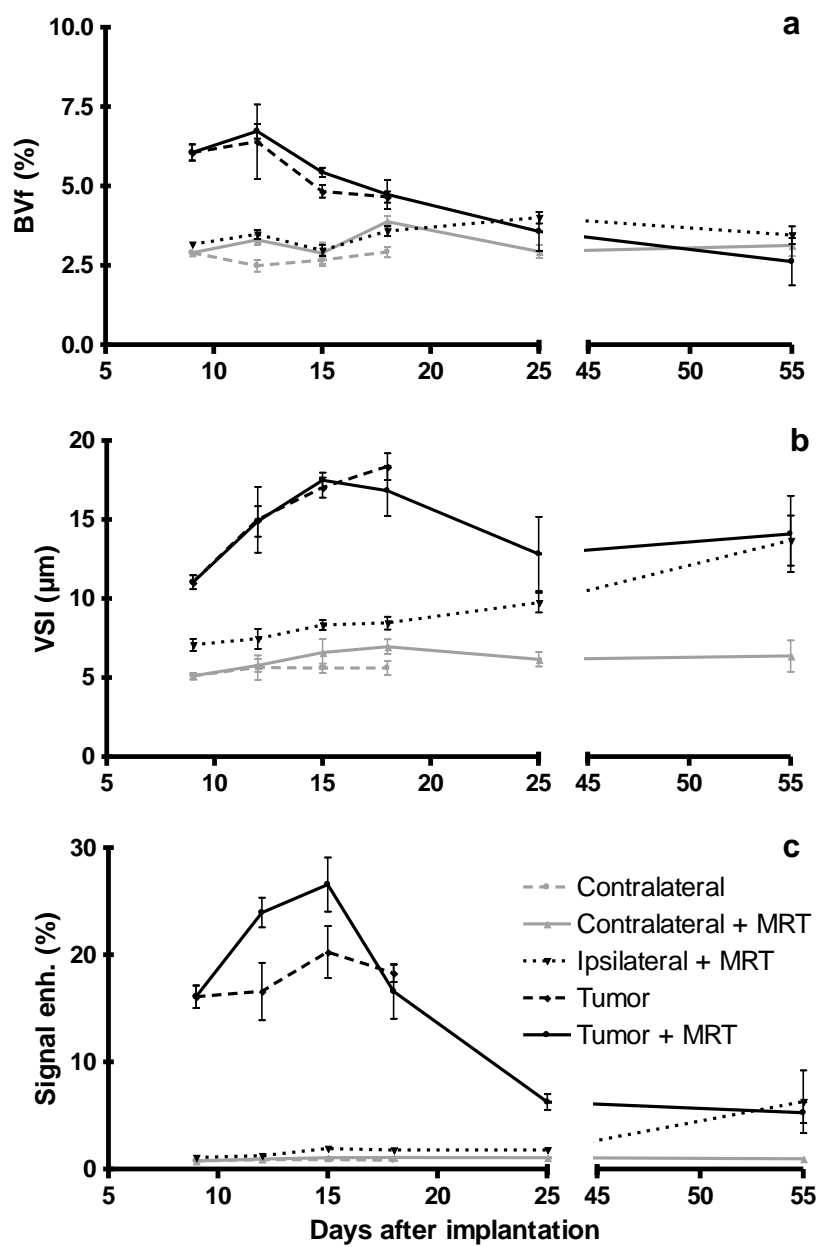 a
10.0
7.5
5.0
2.5
0.0
BVf (%)
5 10 15 20 25 45 50 55
b
20
15
10
5
0
VSI (µm)
5 10 15 20 25 45 50 55
c
30
20
10
0
Signal enh. (%)
Contralateral
Contralateral + MRT
Ipsilateral + MRT
Tumor
Tumor + MRT
5 10 15 20 25 45 50 55
Days after implantation